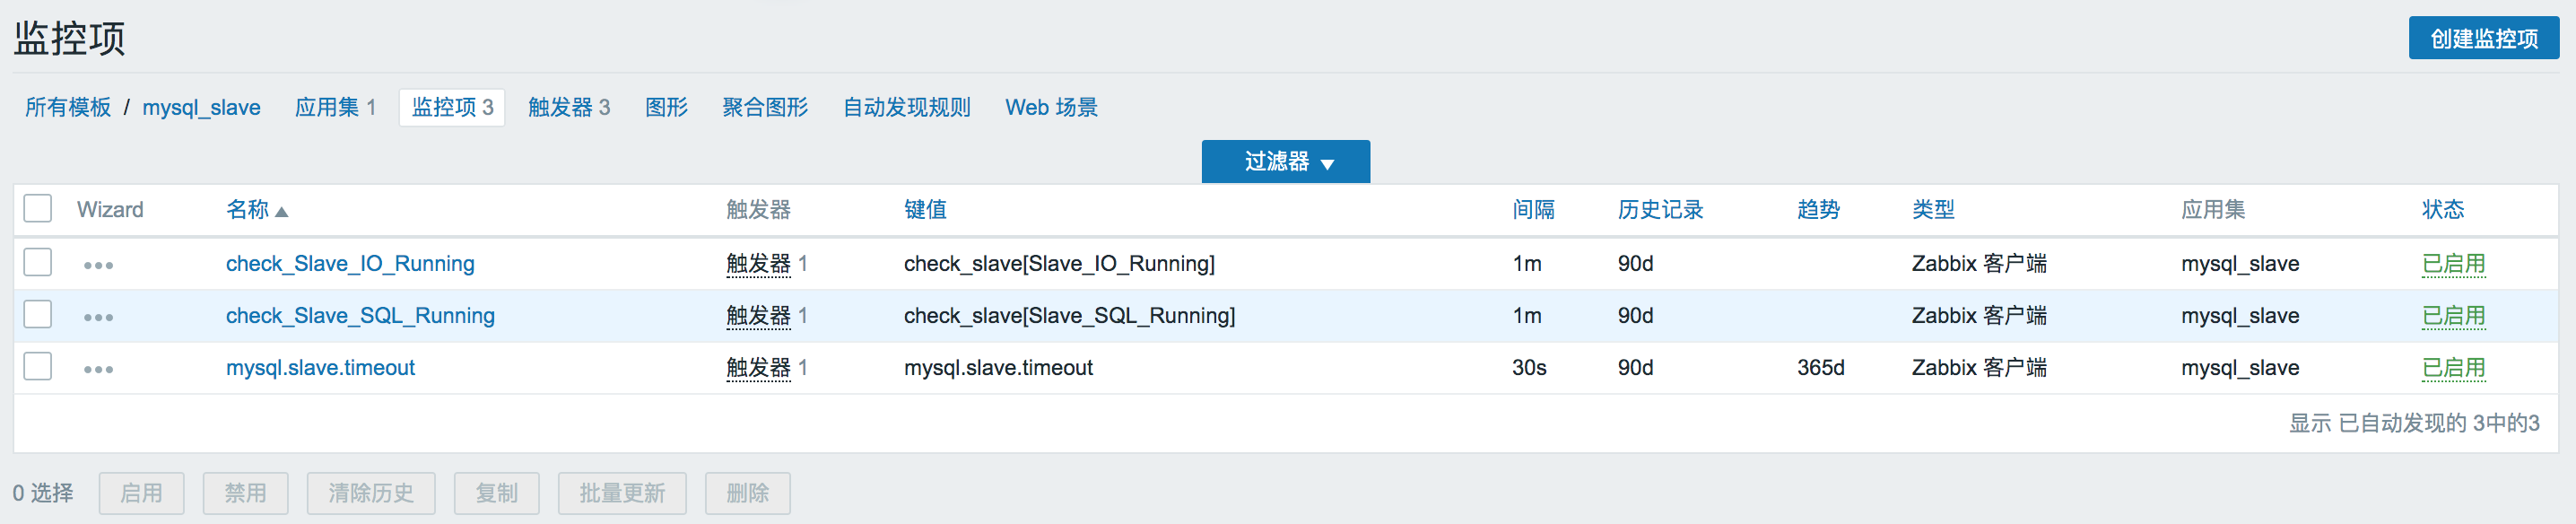 监控项
创建监控项
所有模板 / mysql_slave 应用集 1 监控项 3 触发器 3 图形 聚合图形 自动发现规则 Web 场景
过滤器 ▼
Wizard 名称▲ 触发器 键值 间隔 历史记录 趋势 类型 应用集 状态
••• check_Slave_IO_Running 触发器 1 check_slave[Slave_IO_Running] 1m 90d Zabbix 客户端 mysql_slave 已启用
••• check_Slave_SQL_Running 触发器 1 check_slave[Slave_SQL_Running] 1m 90d Zabbix 客户端 mysql_slave 已启用
••• mysql.slave.timeout 触发器 1 mysql.slave.timeout 30s 90d 365d Zabbix 客户端 mysql_slave 已启用
显示 已自动发现的 3中的3
0 选择 启用 禁用 清除历史 复制 批量更新 删除